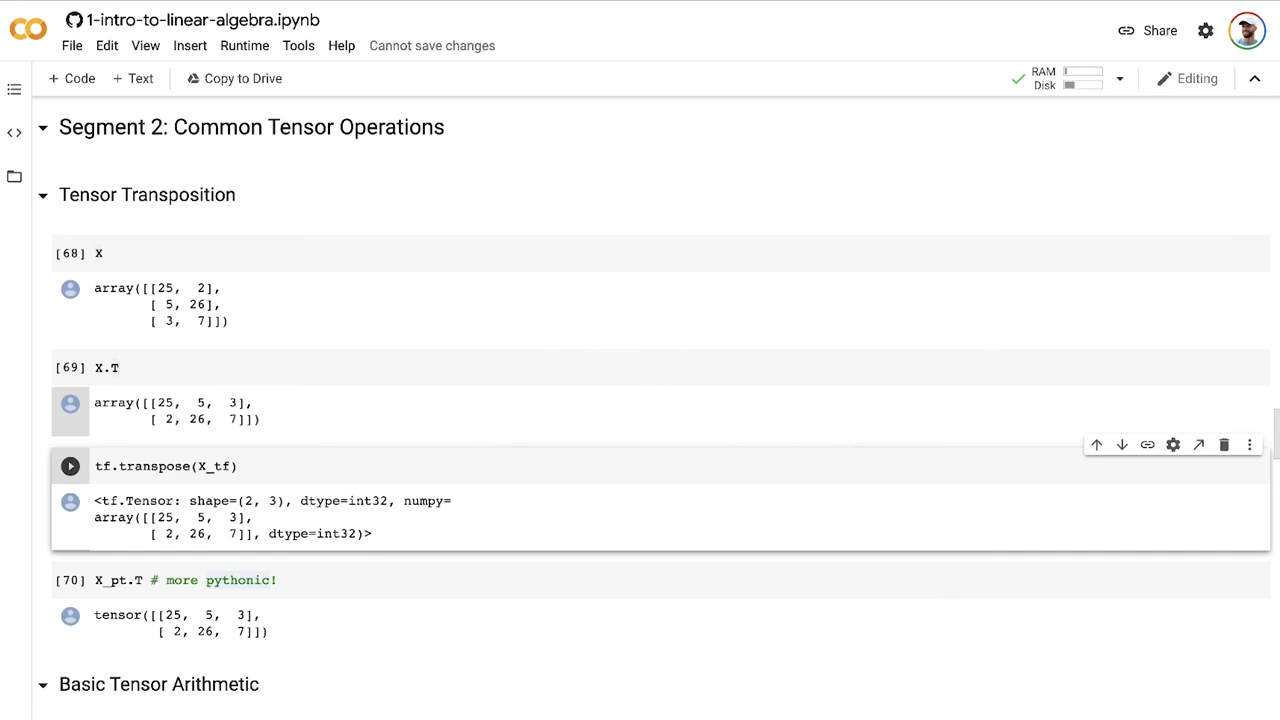 1-intro-to-linear-algebra.ipynb
File Edit View Insert Runtime Tools Help Cannot save changes
Share
+ Code + Text Copy to Drive
RAM
Disk
Editing
Segment 2: Common Tensor Operations
Tensor Transposition
[68] X
array([[25,  2],
       [ 5, 26],
       [ 3,  7]])
[69] X.T
array([[25,  5,  3],
       [ 2, 26,  7]])
tf.transpose(X_tf)
<tf.Tensor: shape=(2, 3), dtype=int32, numpy=
array([[25,  5,  3],
       [ 2, 26,  7]], dtype=int32)>
[70] X_pt.T # more pythonic!
tensor([[25,  5,  3],
        [ 2, 26,  7]])
Basic Tensor Arithmetic